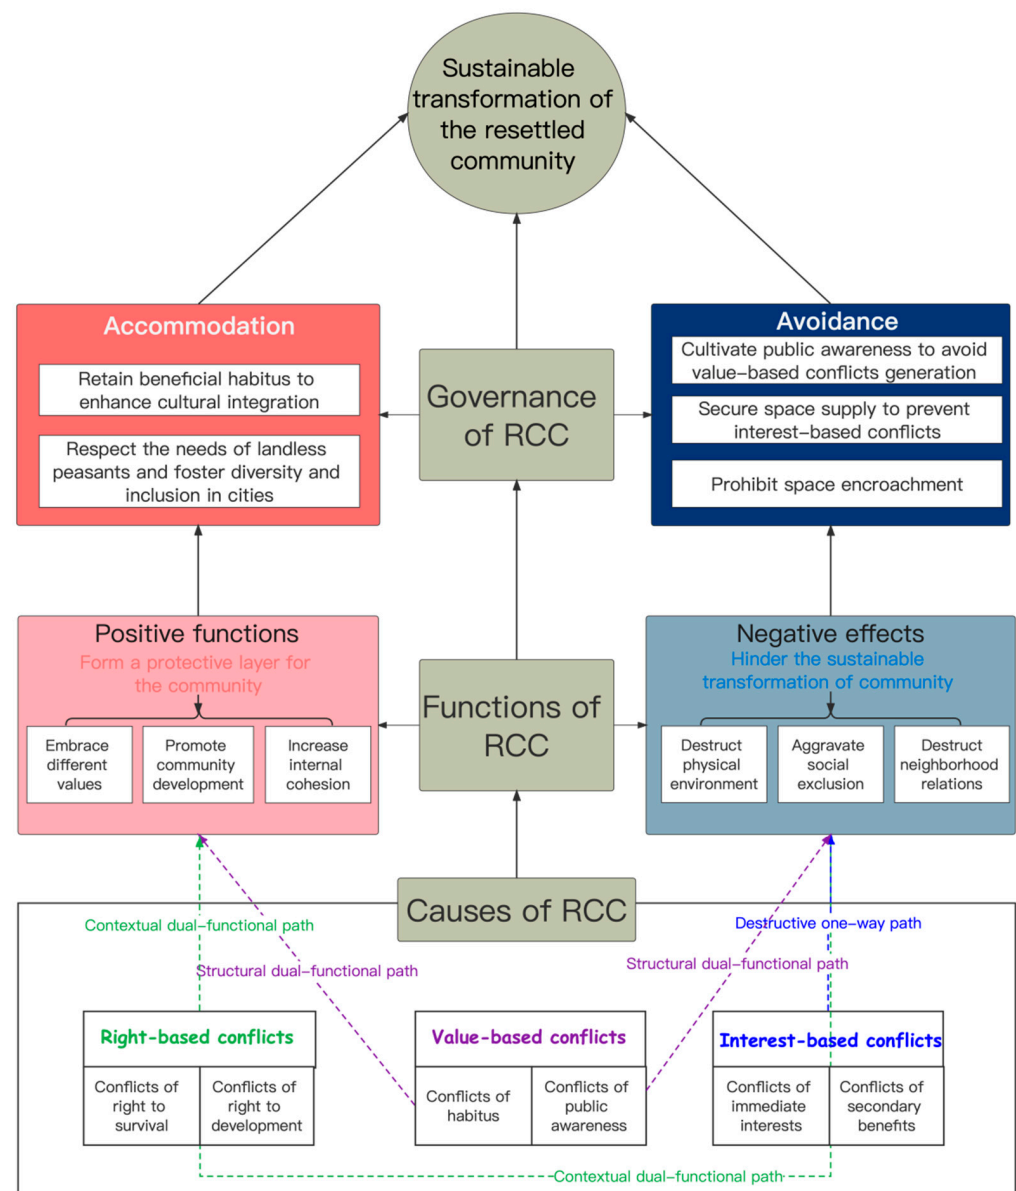 Sustainable
transformation of
the resettled
community
Accommodation
Retain beneficial habitus to
enhance cultural integration
Respect the needs of landless
peasants and foster diversity and
inclusion in cities
Governance
of RCC
Avoidance
Cultivate public awareness to avoid
value–based conflicts generation
Secure space supply to prevent
interest–based conflicts
Prohibit space encroachment
Positive functions
Form a protective layer for
the community
Embrace
different
values
Promote
community
development
Increase
internal
cohesion
Functions of
RCC
Negative effects
Hinder the sustainable
transformation of community
Destruct
physical
environment
Aggravate
social
exclusion
Destruct
neighborhood
relations
Causes of RCC
Contextual dual–functional path
Structural dual–functional path
Destructive one–way path
Structural dual–functional path
Right-based conflicts
Conflicts of
right to
survival
Conflicts of
right to
development
Value-based conflicts
Conflicts of
habitus
Conflicts of
public
awareness
Interest-based conflicts
Conflicts of
immediate
interests
Conflicts of
secondary
benefits
Contextual dual–functional path